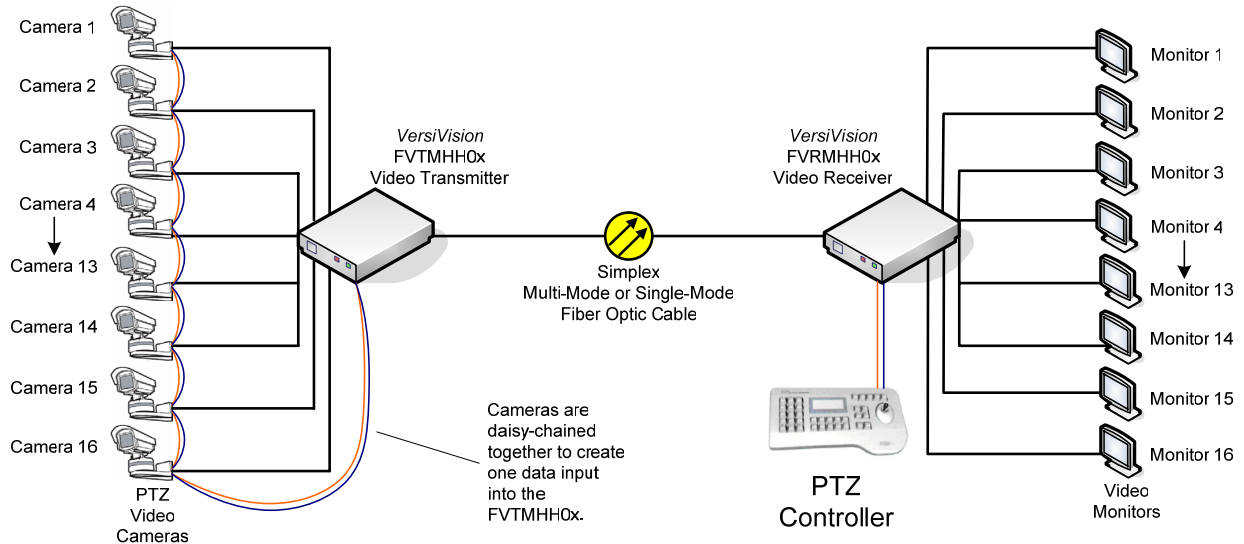 Camera 1
Camera 2
Camera 3
Camera 4
Camera 13
Camera 14
Camera 15
Camera 16
PTZ
Video
Cameras
VersiVision
FVTMHH0x
Video Transmitter
Cameras are
daisy-chained
together to create
one data input
into the
FVTMHH0x.
Simplex
Multi-Mode or Single-Mode
Fiber Optic Cable
VersiVision
FVRMHH0x
Video Receiver
PTZ
Controller
Monitor 1
Monitor 2
Monitor 3
Monitor 4
Monitor 13
Monitor 14
Monitor 15
Monitor 16
Video
Monitors